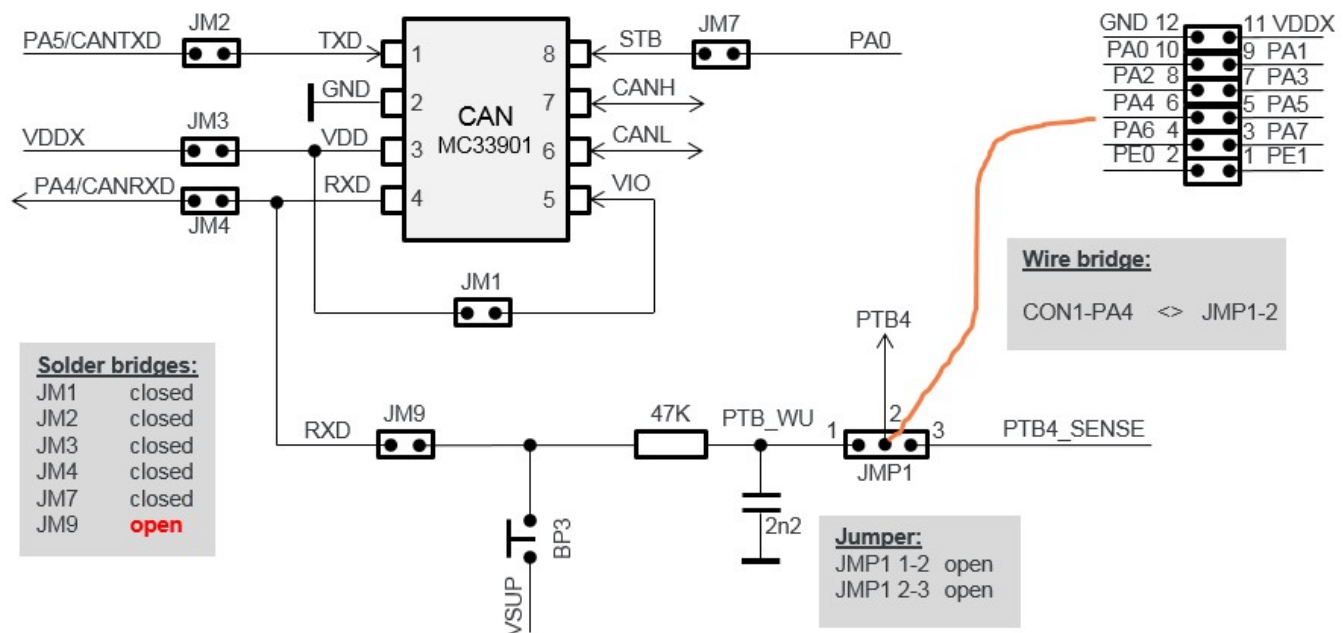 JM2
PA5/CANTXD
TXD
1
8
STB
JM7
PA0
GND
2
CAN
MC33901
7
CANH
JM3
VDDX
VDD
3
6
CANL
PA4/CANRXD
RXD
4
5
VIO
JM4
JM1
GND 12
11 VDDX
PA0 10
9 PA1
PA2 8
7 PA3
PA4 6
5 PA5
PA6 4
3 PA7
PE0 2
1 PE1
Wire bridge:
CON1-PA4 <> JMP1-2
PTB4
Solder bridges:
JM1 closed
JM2 closed
JM3 closed
JM4 closed
JM7 closed
JM9 open
RXD
JM9
47K
PTB_WU
1
2
3
JMP1
PTB4_SENSE
BP3
VSUP
2n2
Jumper:
JMP1 1-2 open
JMP1 2-3 open